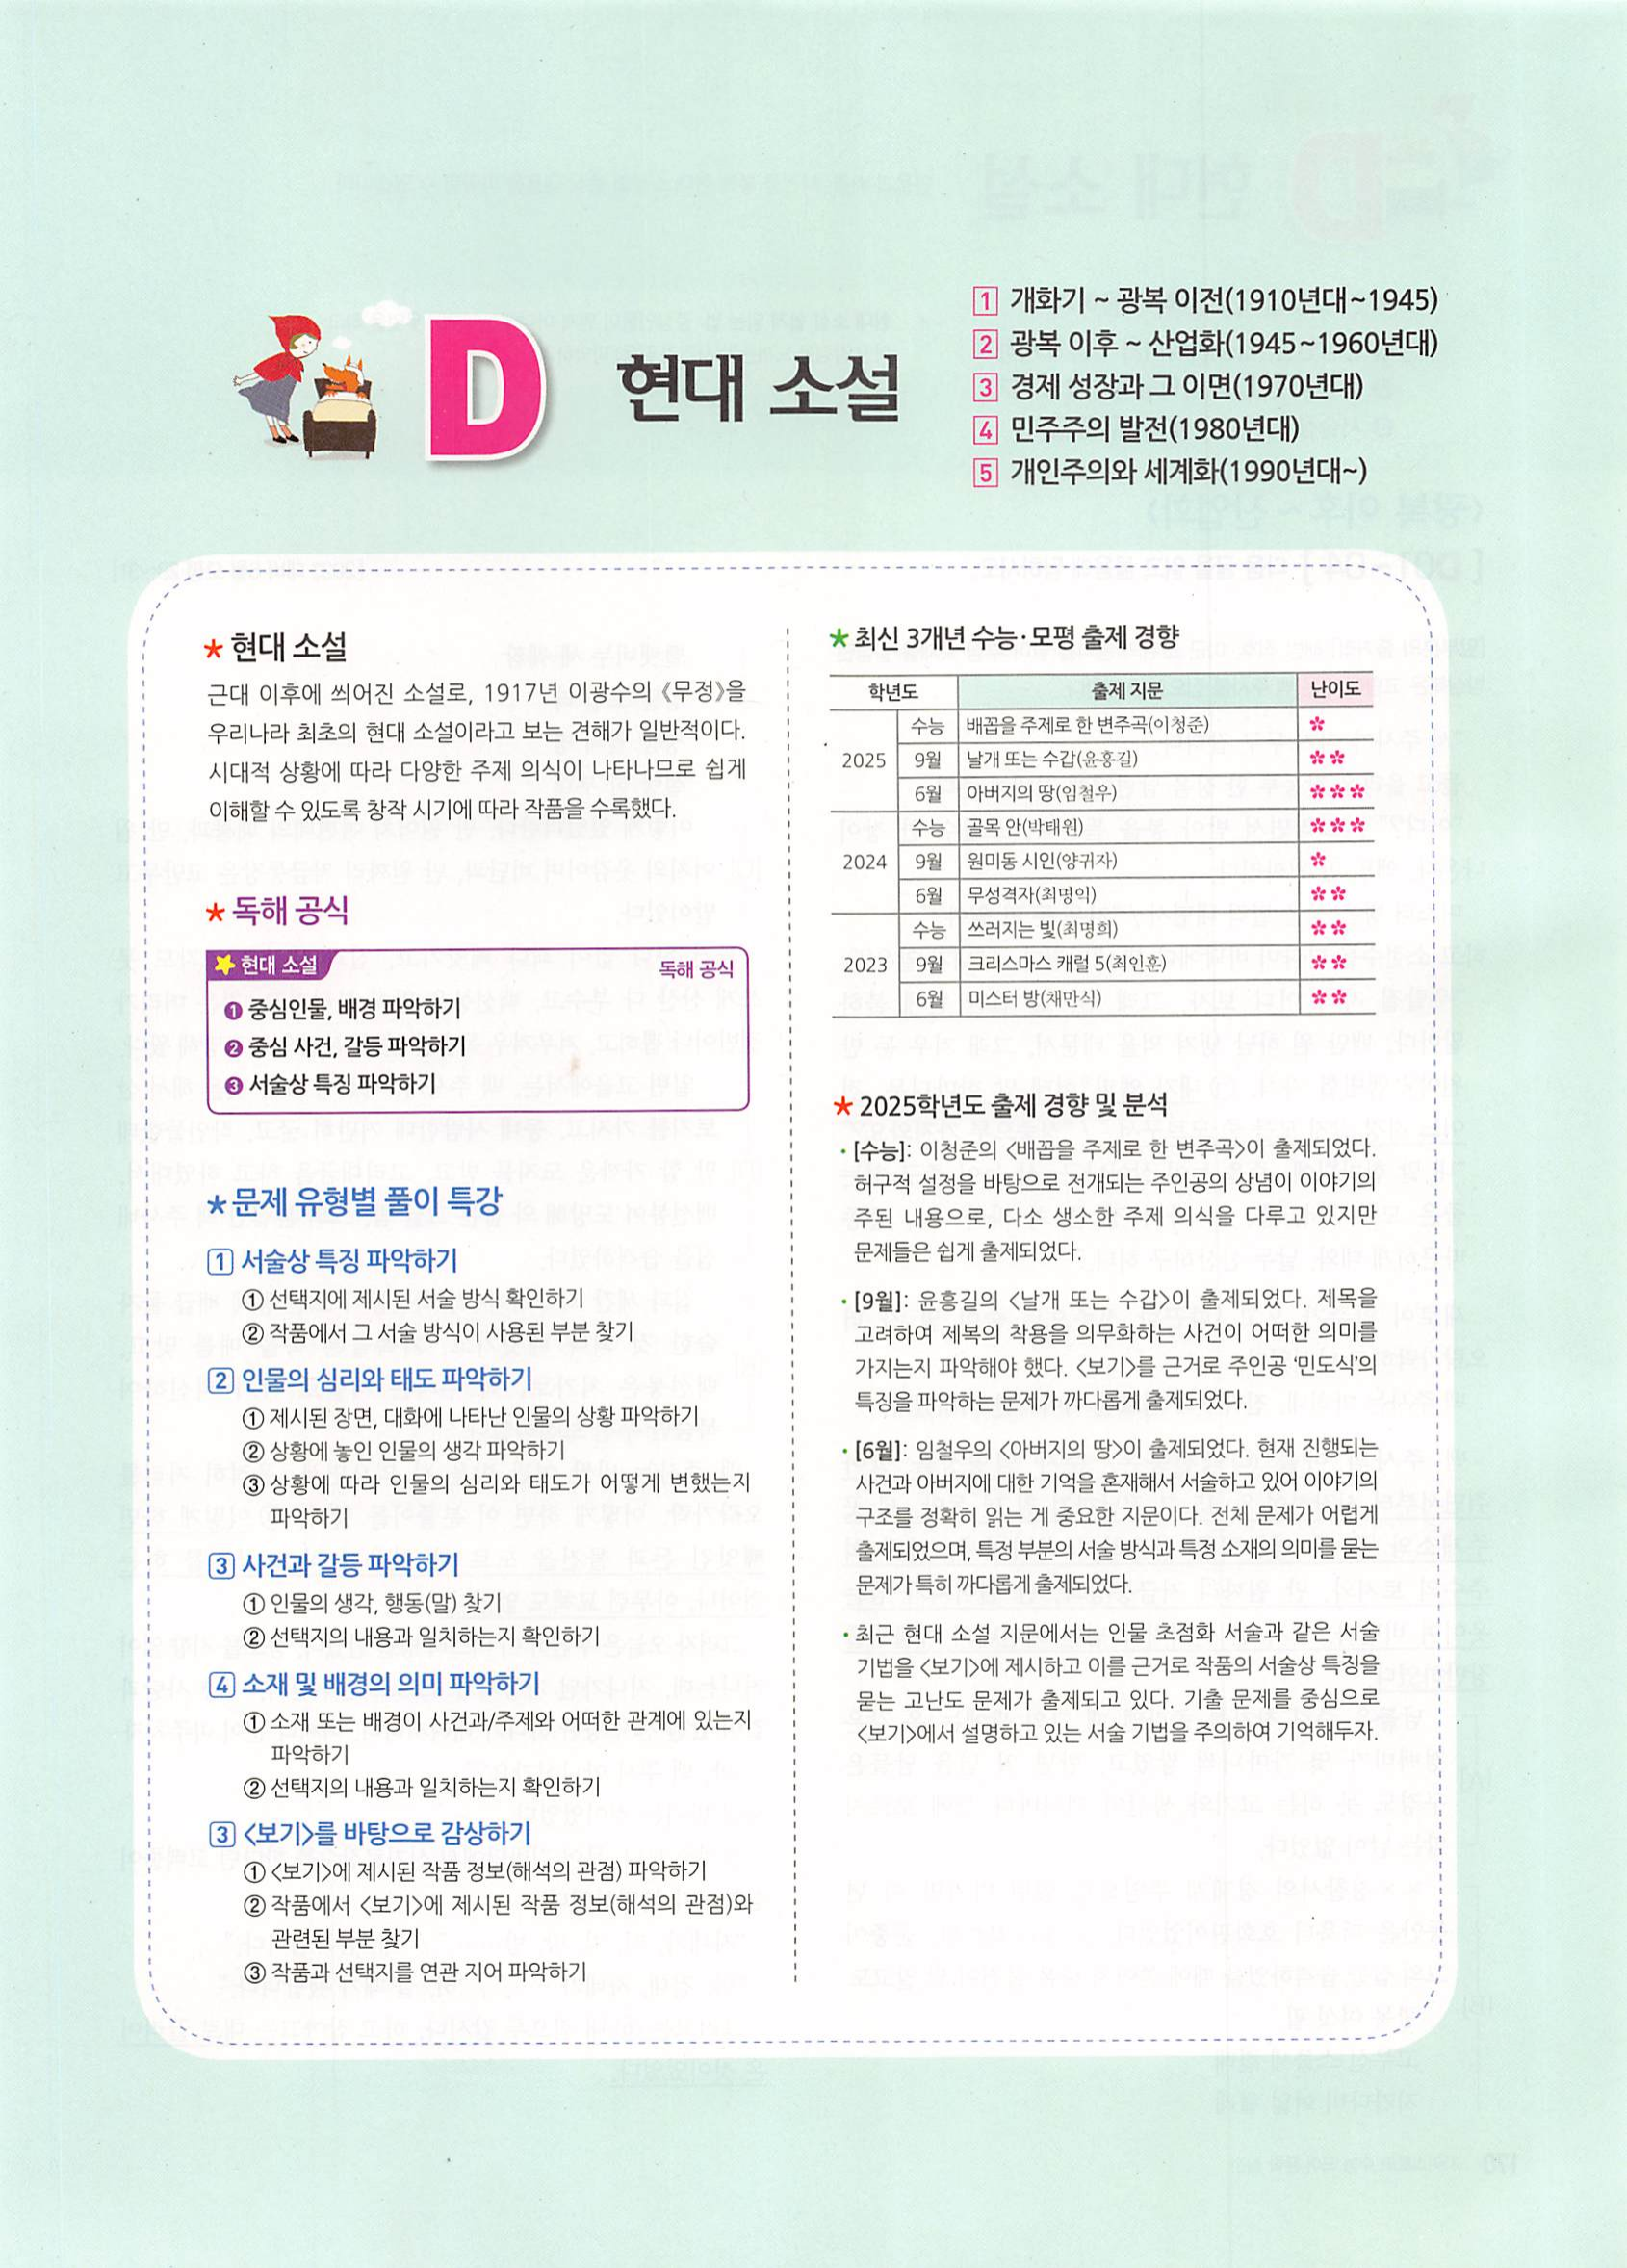 D 현대 소설
1 개화기 ~ 광복 이전(1910년대~1945)
2 광복 이후 ~ 산업화(1945~1960년대)
3 경제 성장과 그 이면(1970년대)
4 민주주의 발전(1980년대)
5 개인주의와 세계화(1990년대~)
★ 현대 소설
근대 이후에 씌어진 소설로, 1917년 이광수의 《무정》을
우리나라 최초의 현대 소설이라고 보는 견해가 일반적이다.
시대적 상황에 따라 다양한 주제 의식이 나타나므로 쉽게
이해할 수 있도록 창작 시기에 따라 작품을 수록했다.
★ 독해 공식
★ 현대 소설 독해 공식
❶ 중심인물, 배경 파악하기
❷ 중심 사건, 갈등 파악하기
❸ 서술상 특징 파악하기
★ 문제 유형별 풀이 특강
1 서술상 특징 파악하기
① 선택지에 제시된 서술 방식 확인하기
② 작품에서 그 서술 방식이 사용된 부분 찾기
2 인물의 심리와 태도 파악하기
① 제시된 장면, 대화에 나타난 인물의 상황 파악하기
② 상황에 놓인 인물의 생각 파악하기
③ 상황에 따라 인물의 심리와 태도가 어떻게 변했는지
파악하기
3 사건과 갈등 파악하기
① 인물의 생각, 행동(말) 찾기
② 선택지의 내용과 일치하는지 확인하기
4 소재 및 배경의 의미 파악하기
① 소재 또는 배경이 사건과/주제와 어떠한 관계에 있는지
파악하기
② 선택지의 내용과 일치하는지 확인하기
3 <보기>를 바탕으로 감상하기
① <보기>에 제시된 작품 정보(해석의 관점) 파악하기
② 작품에서 <보기>에 제시된 작품 정보(해석의 관점)와
관련된 부분 찾기
③ 작품과 선택지를 연관 지어 파악하기
★ 최신 3개년 수능·모평 출제 경향
학년도 출제 지문 난이도
수능 배꼽을 주제로 한 변주곡(이청준) *
2025 9월 날개 또는 수갑(윤흥길) **
6월 아버지의 땅(임철우) ***
수능 골목 안(박태원) ***
2024 9월 원미동 시인(양귀자) *
6월 무성격자(최명익) **
수능 쓰러지는 빛(최명희) **
2023 9월 크리스마스 캐럴 5(최인훈) **
6월 미스터 방(채만식) **
★ 2025학년도 출제 경향 및 분석
· [수능]: 이청준의 <배꼽을 주제로 한 변주곡>이 출제되었다.
허구적 설정을 바탕으로 전개되는 주인공의 상념이 이야기의
주된 내용으로, 다소 생소한 주제 의식을 다루고 있지만
문제들은 쉽게 출제되었다.
· [9월]: 윤흥길의 <날개 또는 수갑>이 출제되었다. 제목을
고려하여 제복의 착용을 의무화하는 사건이 어떠한 의미를
가지는지 파악해야 했다. <보기>를 근거로 주인공 ‘민도식’의
특징을 파악하는 문제가 까다롭게 출제되었다.
· [6월]: 임철우의 <아버지의 땅>이 출제되었다. 현재 진행되는
사건과 아버지에 대한 기억을 혼재해서 서술하고 있어 이야기의
구조를 정확히 읽는 게 중요한 지문이다. 전체 문제가 어렵게
출제되었으며, 특정 부분의 서술 방식과 특정 소재의 의미를 묻는
문제가 특히 까다롭게 출제되었다.
· 최근 현대 소설 지문에서는 인물 초점화 서술과 같은 서술
기법을 <보기>에 제시하고 이를 근거로 작품의 서술상 특징을
묻는 고난도 문제가 출제되고 있다. 기출 문제를 중심으로
<보기>에서 설명하고 있는 서술 기법을 주의하여 기억해두자.